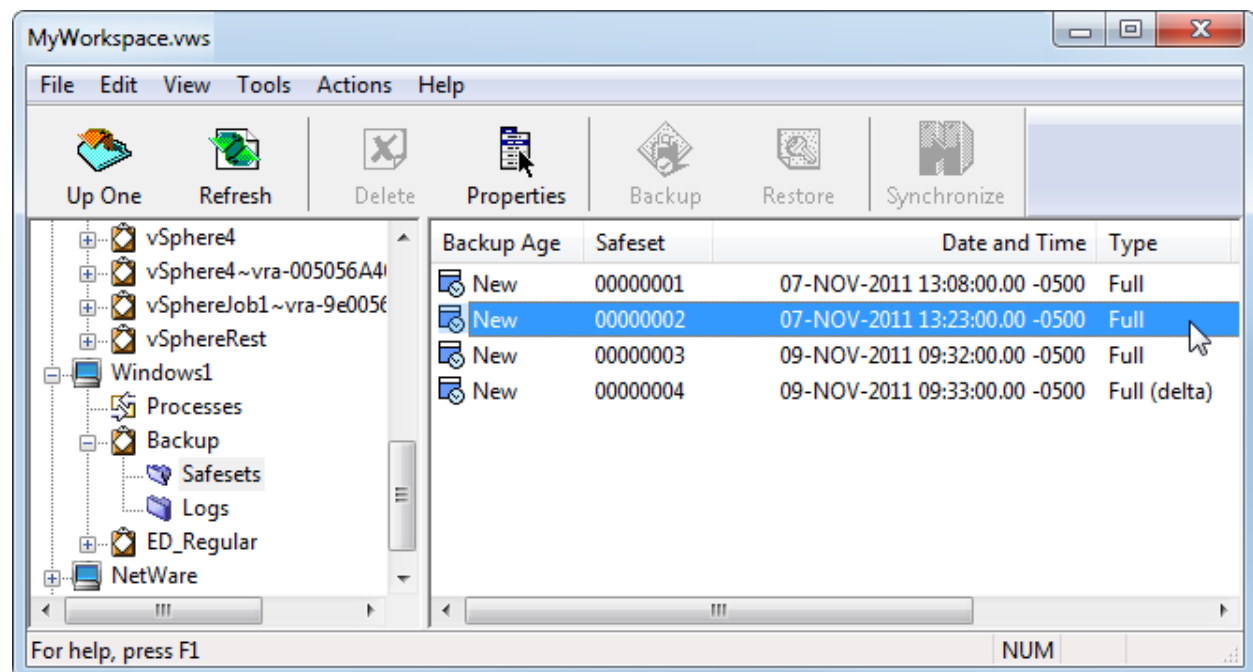 MyWorkspace.vws
File Edit View Tools Actions Help
Up One Refresh Delete Properties Backup Restore Synchronize
vSphere4
vSphere4~vra-005056A4
vSphereJob1~vra-9e0056
vSphereRest
Windows1
Processes
Backup
Safesets
Logs
ED_Regular
NetWare
Backup Age Safeset Date and Time Type
New 00000001 07-NOV-2011 13:08:00.00 -0500 Full
New 00000002 07-NOV-2011 13:23:00.00 -0500 Full
New 00000003 09-NOV-2011 09:32:00.00 -0500 Full
New 00000004 09-NOV-2011 09:33:00.00 -0500 Full (delta)
For help, press F1 NUM